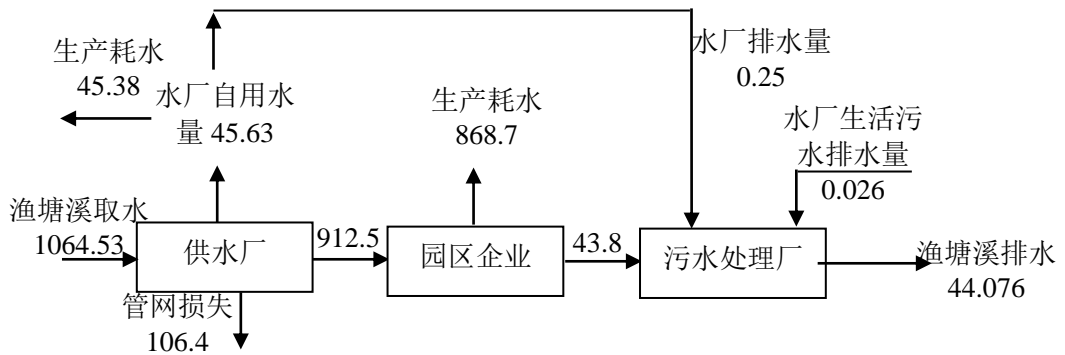 水厂排水量
0.25
生产耗水
45.38
水厂自用水
量 45.63
生产耗水
868.7
水厂生活污
水排水量
0.026
渔塘溪取水
1064.53
供水厂
912.5
园区企业
43.8
污水处理厂
渔塘溪排水
44.076
管网损失
106.4